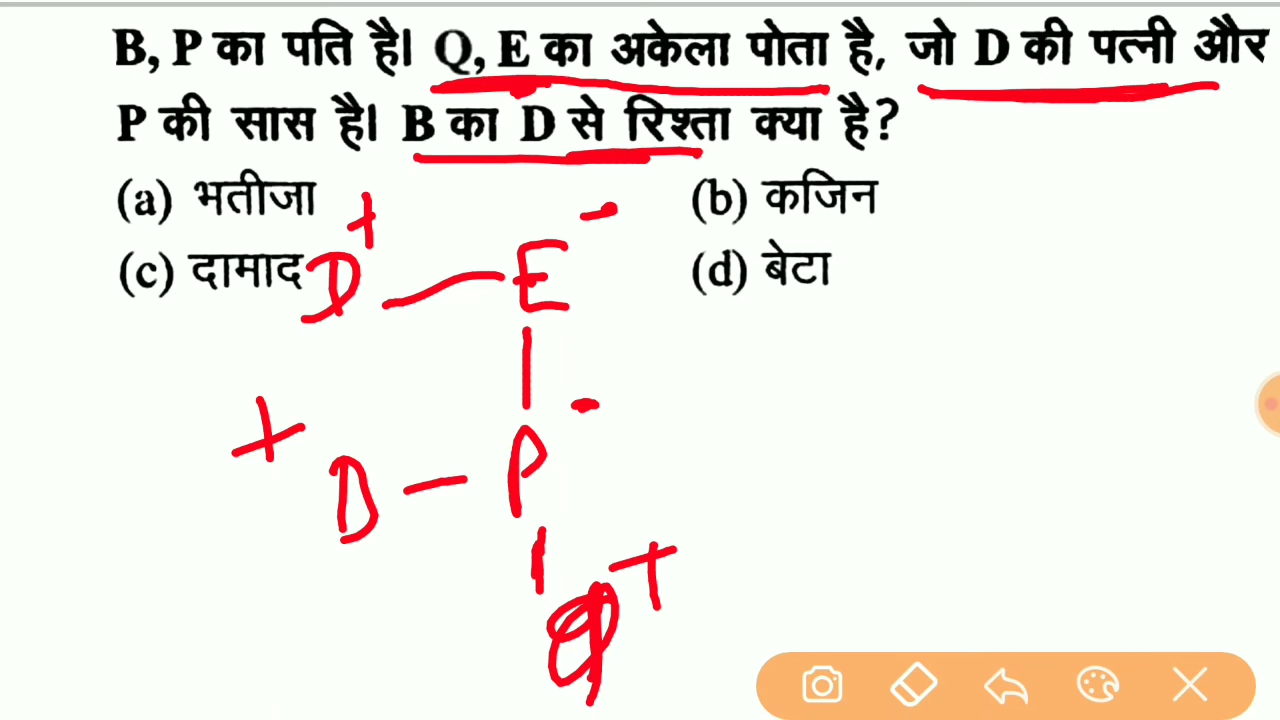 B, P का पति है। Q, E का अकेला पोता है, जो D की पत्नी और
P की सास है। B का D से रिश्ता क्या है?
(a) भतीजा (b) कजिन
(c) दामाद (d) बेटा
D + — E -
+ B — P -
Q +